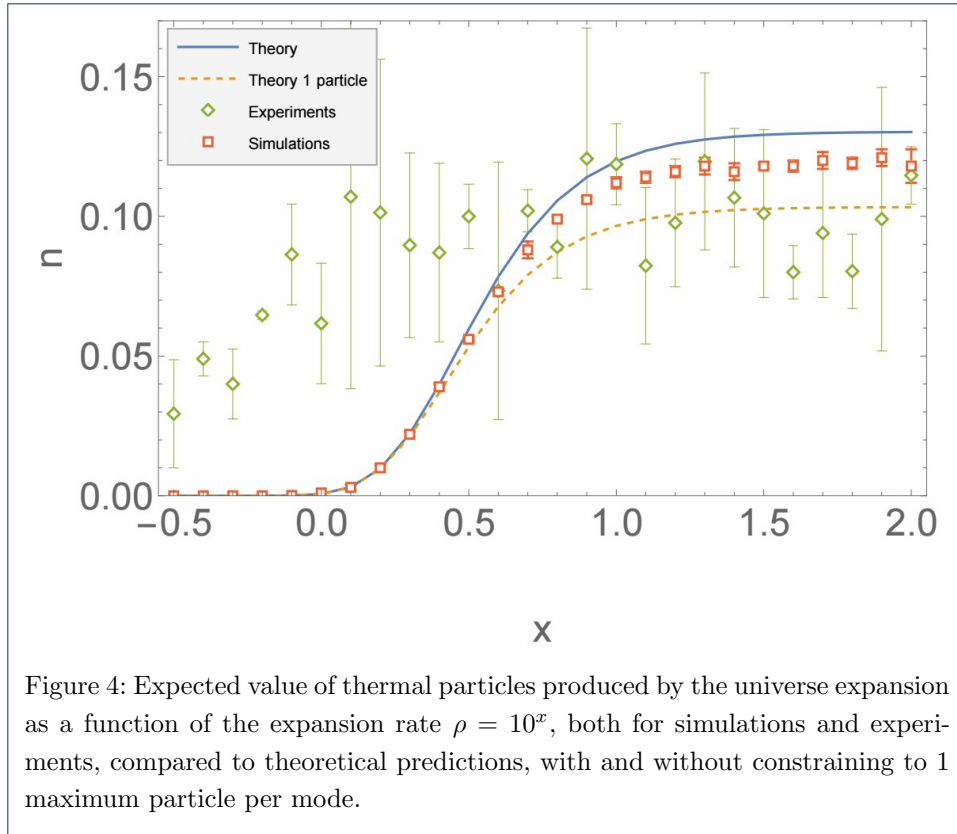 Theory
Theory 1 particle
Experiments
Simulations
0.15
0.10
n
0.05
0.00
−0.5 0.0 0.5 1.0 1.5 2.0
x
Figure 4: Expected value of thermal particles produced by the universe expansion
as a function of the expansion rate ρ = 10^x, both for simulations and experi-
ments, compared to theoretical predictions, with and without constraining to 1
maximum particle per mode.